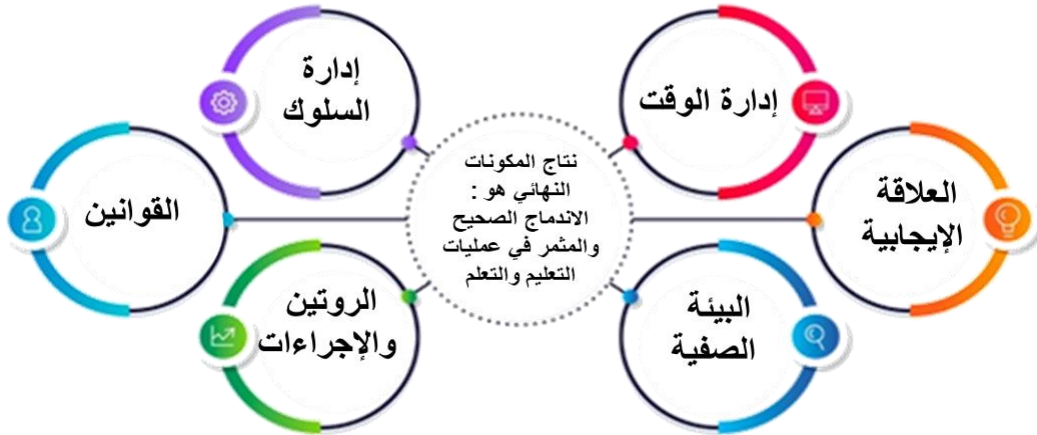 إدارة الوقت
إدارة
السلوك
العلاقة
الإيجابية
نتاج المكونات
النهائي هو :
الاندماج الصحيح
والمثمر في عمليات
التعليم والتعلم
القوانين
البيئة
الصفية
الروتين
والإجراءات